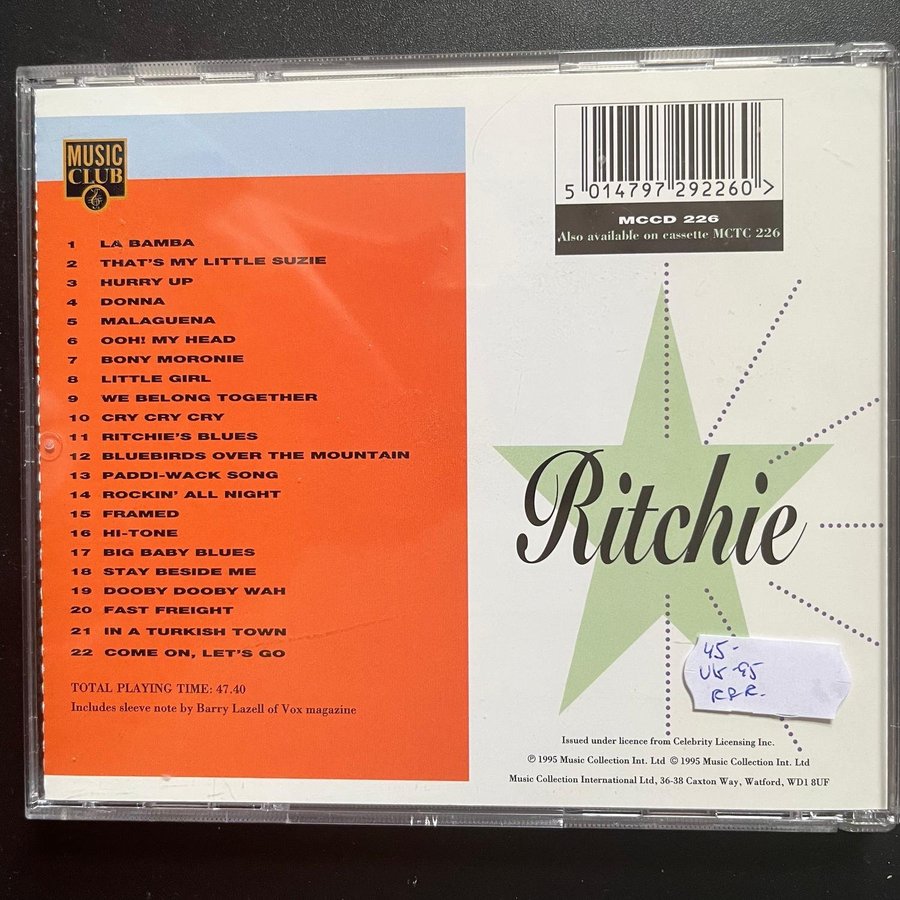 MUSIC
CLUB
1 LA BAMBA
2 THAT'S MY LITTLE SUZIE
3 HURRY UP
4 DONNA
5 MALAGUENA
6 OOH! MY HEAD
7 BONY MORONIE
8 LITTLE GIRL
9 WE BELONG TOGETHER
10 CRY CRY CRY
11 RITCHIE'S BLUES
12 BLUEBIRDS OVER THE MOUNTAIN
13 PADDI-WACK SONG
14 ROCKIN' ALL NIGHT
15 FRAMED
16 HI-TONE
17 BIG BABY BLUES
18 STAY BESIDE ME
19 DOOBY DOOBY WAH
20 FAST FREIGHT
21 IN A TURKISH TOWN
22 COME ON, LET'S GO
TOTAL PLAYING TIME: 47.40
Includes sleeve note by Barry Lazell of Vox magazine
5 014797 292260 >
MCCD 226
Also available on cassette MCTC 226
Ritchie
45-
UK-95
R&R.
Issued under licence from Celebrity Licensing Inc.
℗ 1995 Music Collection Int. Ltd © 1995 Music Collection Int. Ltd
Music Collection International Ltd, 36-38 Caxton Way, Watford, WD1 8UF